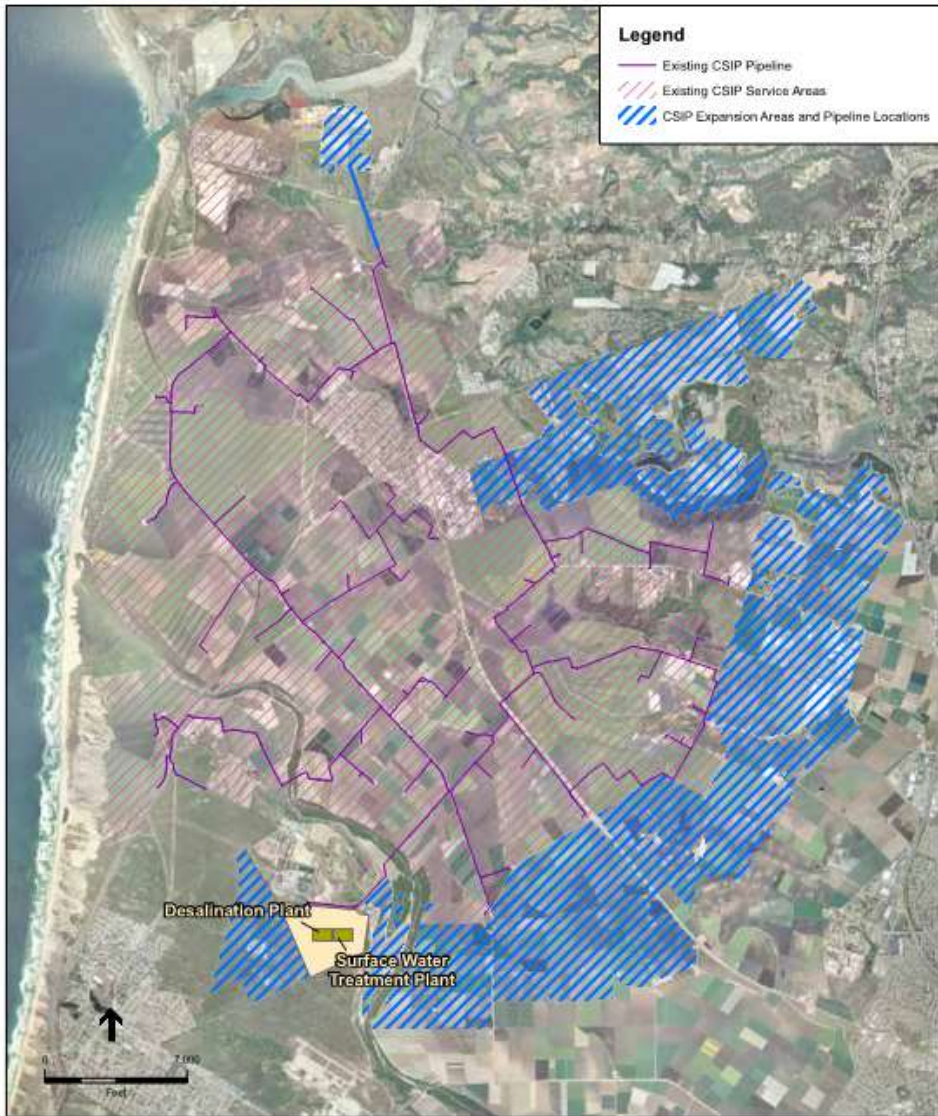 Legend
Existing CSIP Pipeline
Existing CSIP Service Areas
CSIP Expansion Areas and Pipeline Locations
Desalination Plant
Surface Water
Treatment Plant
0 7,000
Feet